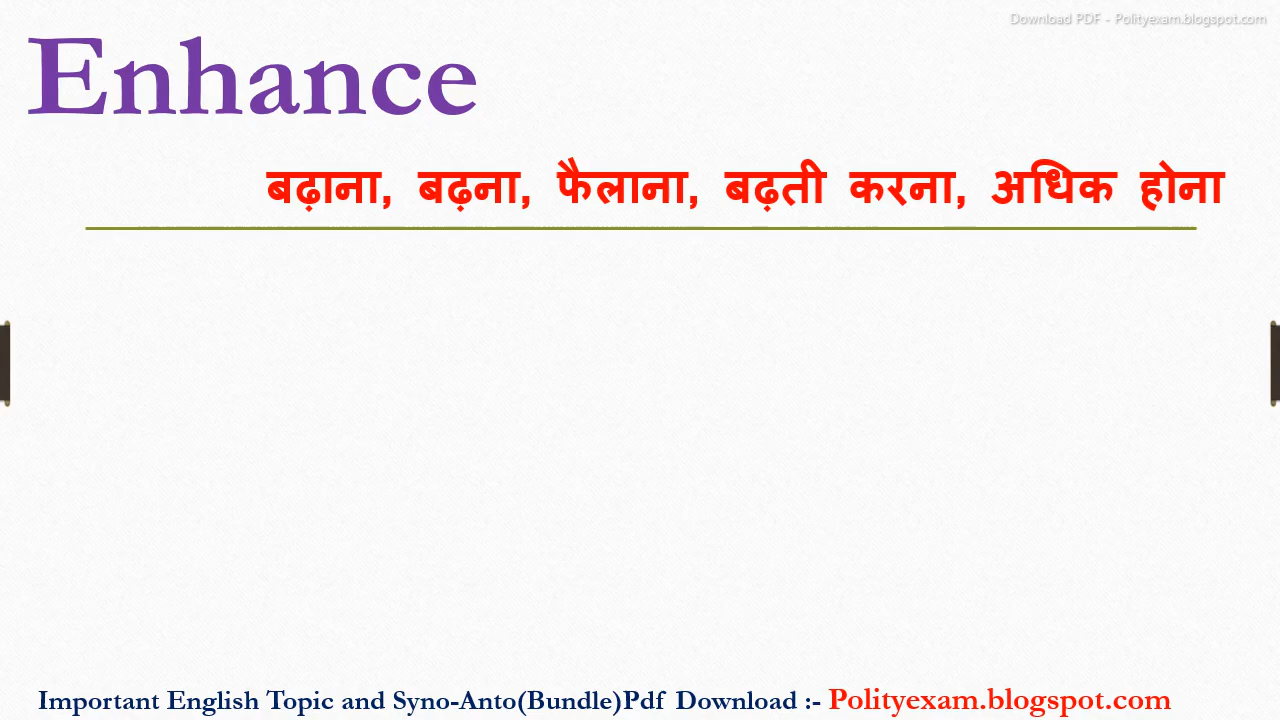 Download PDF - Polityexam.blogspot.com
Enhance
बढ़ाना, बढ़ना, फैलाना, बढ़ती करना, अधिक होना
Important English Topic and Syno-Anto(Bundle)Pdf Download :- Polityexam.blogspot.com